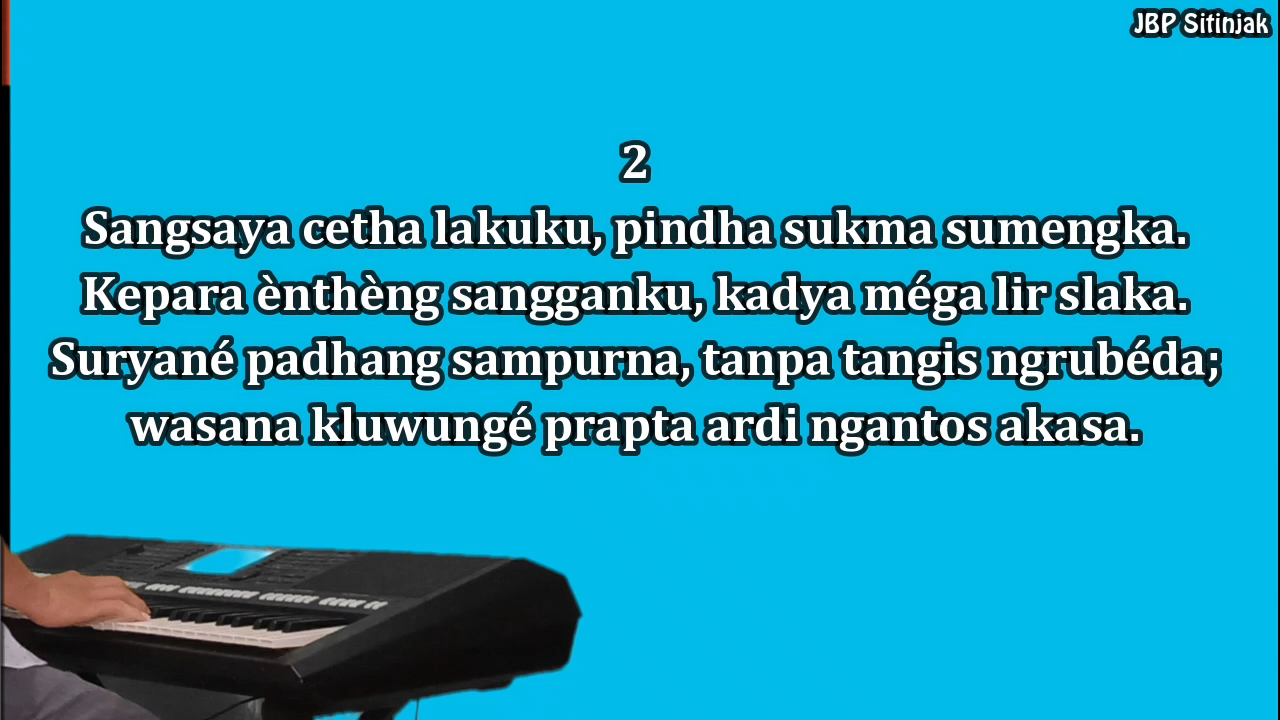 JBP Sitinjak
2
Sangsaya cetha lakuku, pindha sukma sumengka.
Kepara ènthèng sangganku, kadya méga lir slaka.
Suryané padhang sampurna, tanpa tangis ngrubéda;
wasana kluwungé prapta ardi ngantos akasa.